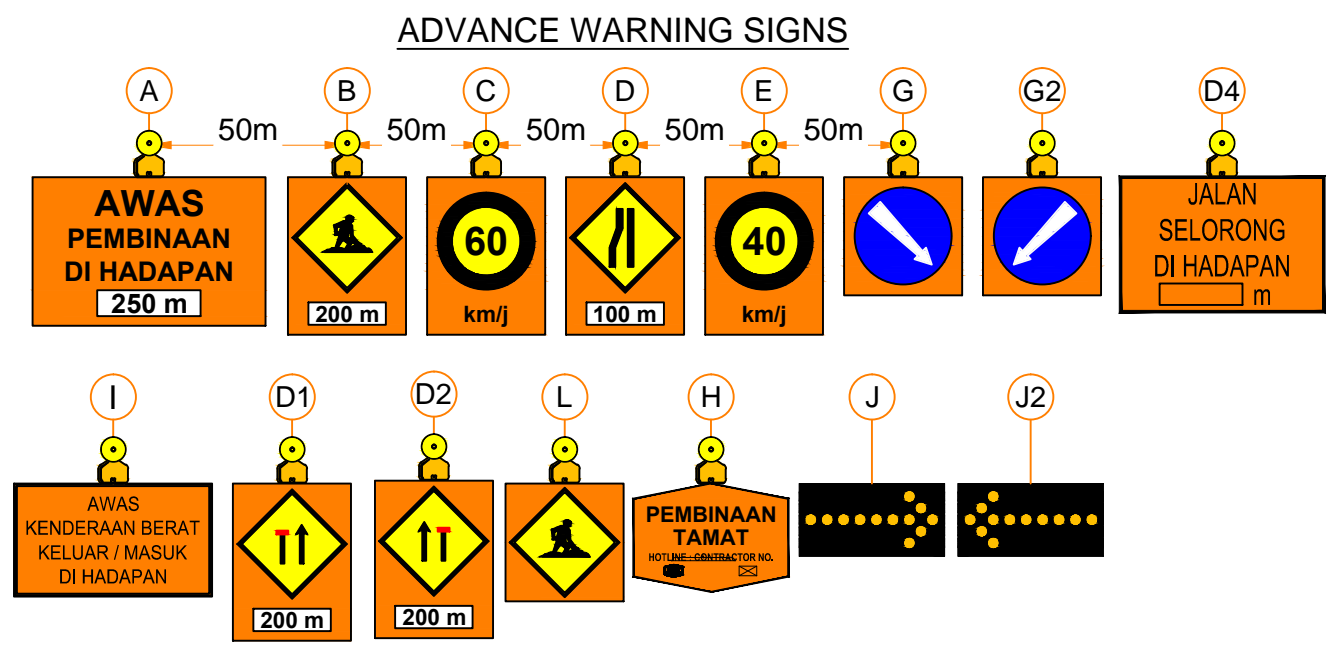 ADVANCE WARNING SIGNS
A B C D E G G2 D4
50m 50m 50m 50m 50m
AWAS
PEMBINAAN
DI HADAPAN
250 m
200 m
60
km/j
100 m
40
km/j
JALAN
SELORONG
DI HADAPAN
m
I D1 D2 L H J J2
AWAS
KENDERAAN BERAT
KELUAR / MASUK
DI HADAPAN
200 m
200 m
PEMBINAAN
TAMAT
HOTLINE : CONTRACTOR NO.